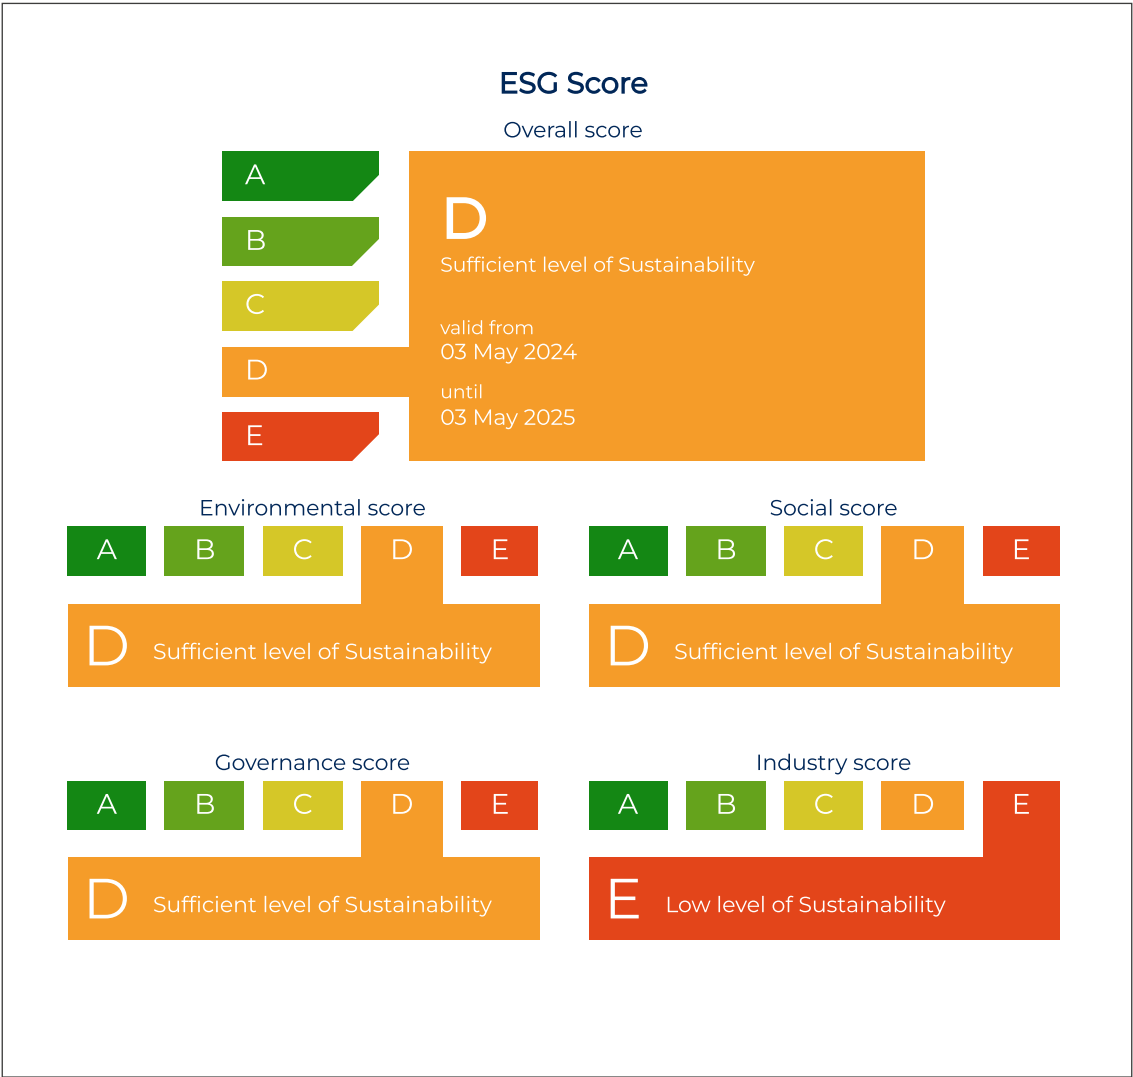 ESG Score
Overall score
A
B
C
D
E
D
Sufficient level of Sustainability
valid from
03 May 2024
until
03 May 2025
Environmental score
A B C D E
D Sufficient level of Sustainability
Social score
A B C D E
D Sufficient level of Sustainability
Governance score
A B C D E
D Sufficient level of Sustainability
Industry score
A B C D E
E Low level of Sustainability